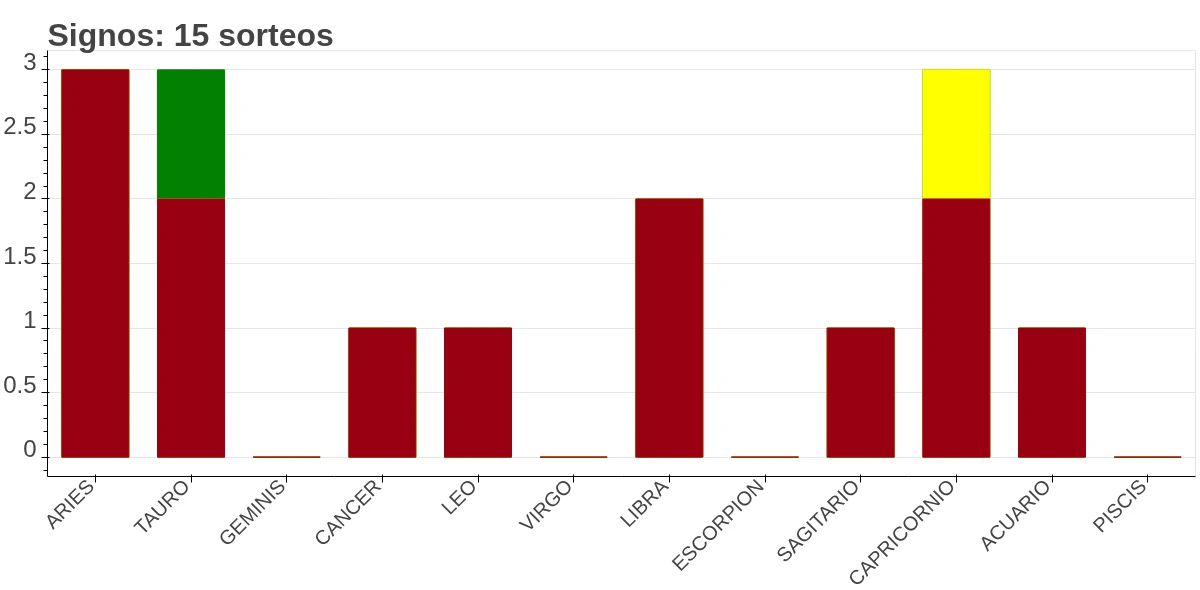 Signos: 15 sorteos
3
2.5
2
1.5
1
0.5
0
ARIES
TAURO
GEMINIS
CANCER
LEO
VIRGO
LIBRA
ESCORPION
SAGITARIO
CAPRICORNIO
ACUARIO
PISCIS